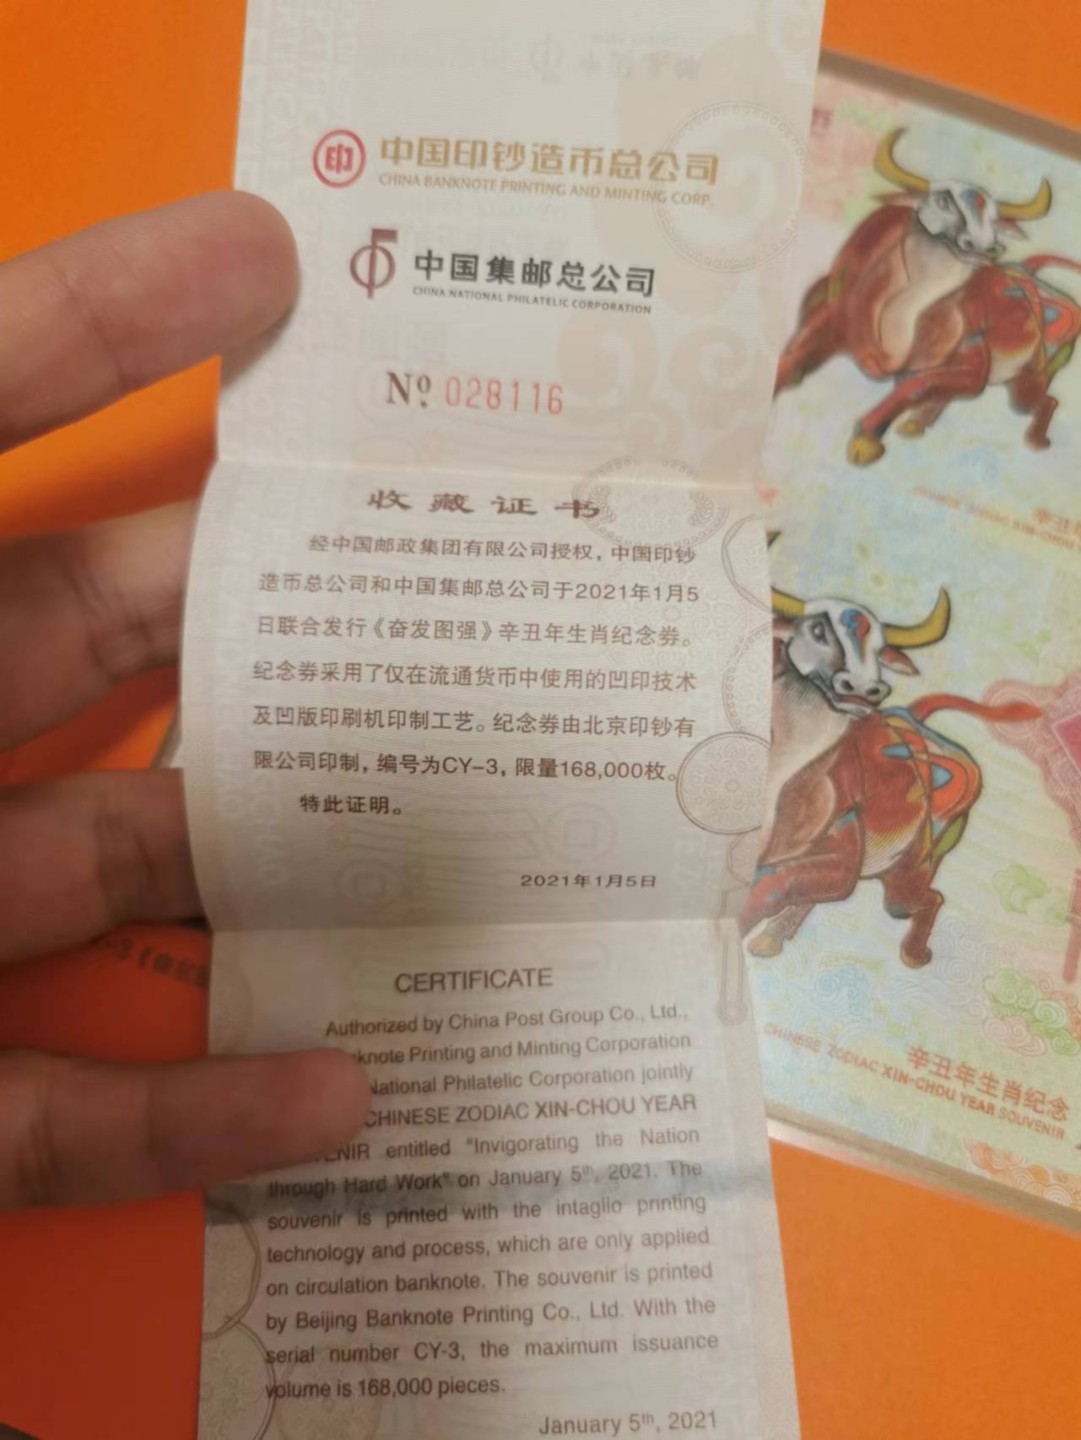 中国印钞造币总公司
CHINA BANKNOTE PRINTING AND MINTING CORP.
中国集邮总公司
CHINA NATIONAL PHILATELIC CORPORATION
Nº 028116
收藏证书
经中国邮政集团有限公司授权，中国印钞
造币总公司和中国集邮总公司于2021年1月5
日联合发行《奋发图强》辛丑年生肖纪念券。
纪念券采用了仅在流通货币中使用的凹印技术
及凹版印刷机印制工艺。纪念券由北京印钞有
限公司印制，编号为CY-3，限量168,000枚。
特此证明。
2021年1月5日
CERTIFICATE
Authorized by China Post Group Co., Ltd.,
knote Printing and Minting Corporation
National Philatelic Corporation jointly
CHINESE ZODIAC XIN-CHOU YEAR
ENIR entitled "Invigorating the Nation
through Hard Work" on January 5th, 2021. The
souvenir is printed with the intaglio printing
technology and process, which are only applied
on circulation banknote. The souvenir is printed
by Beijing Banknote Printing Co., Ltd. With the
serial number CY-3, the maximum issuance
volume is 168,000 pieces.
January 5th, 2021
辛丑年生肖纪念
CHINESE ZODIAC XIN-CHOU YEAR SOUVENIR